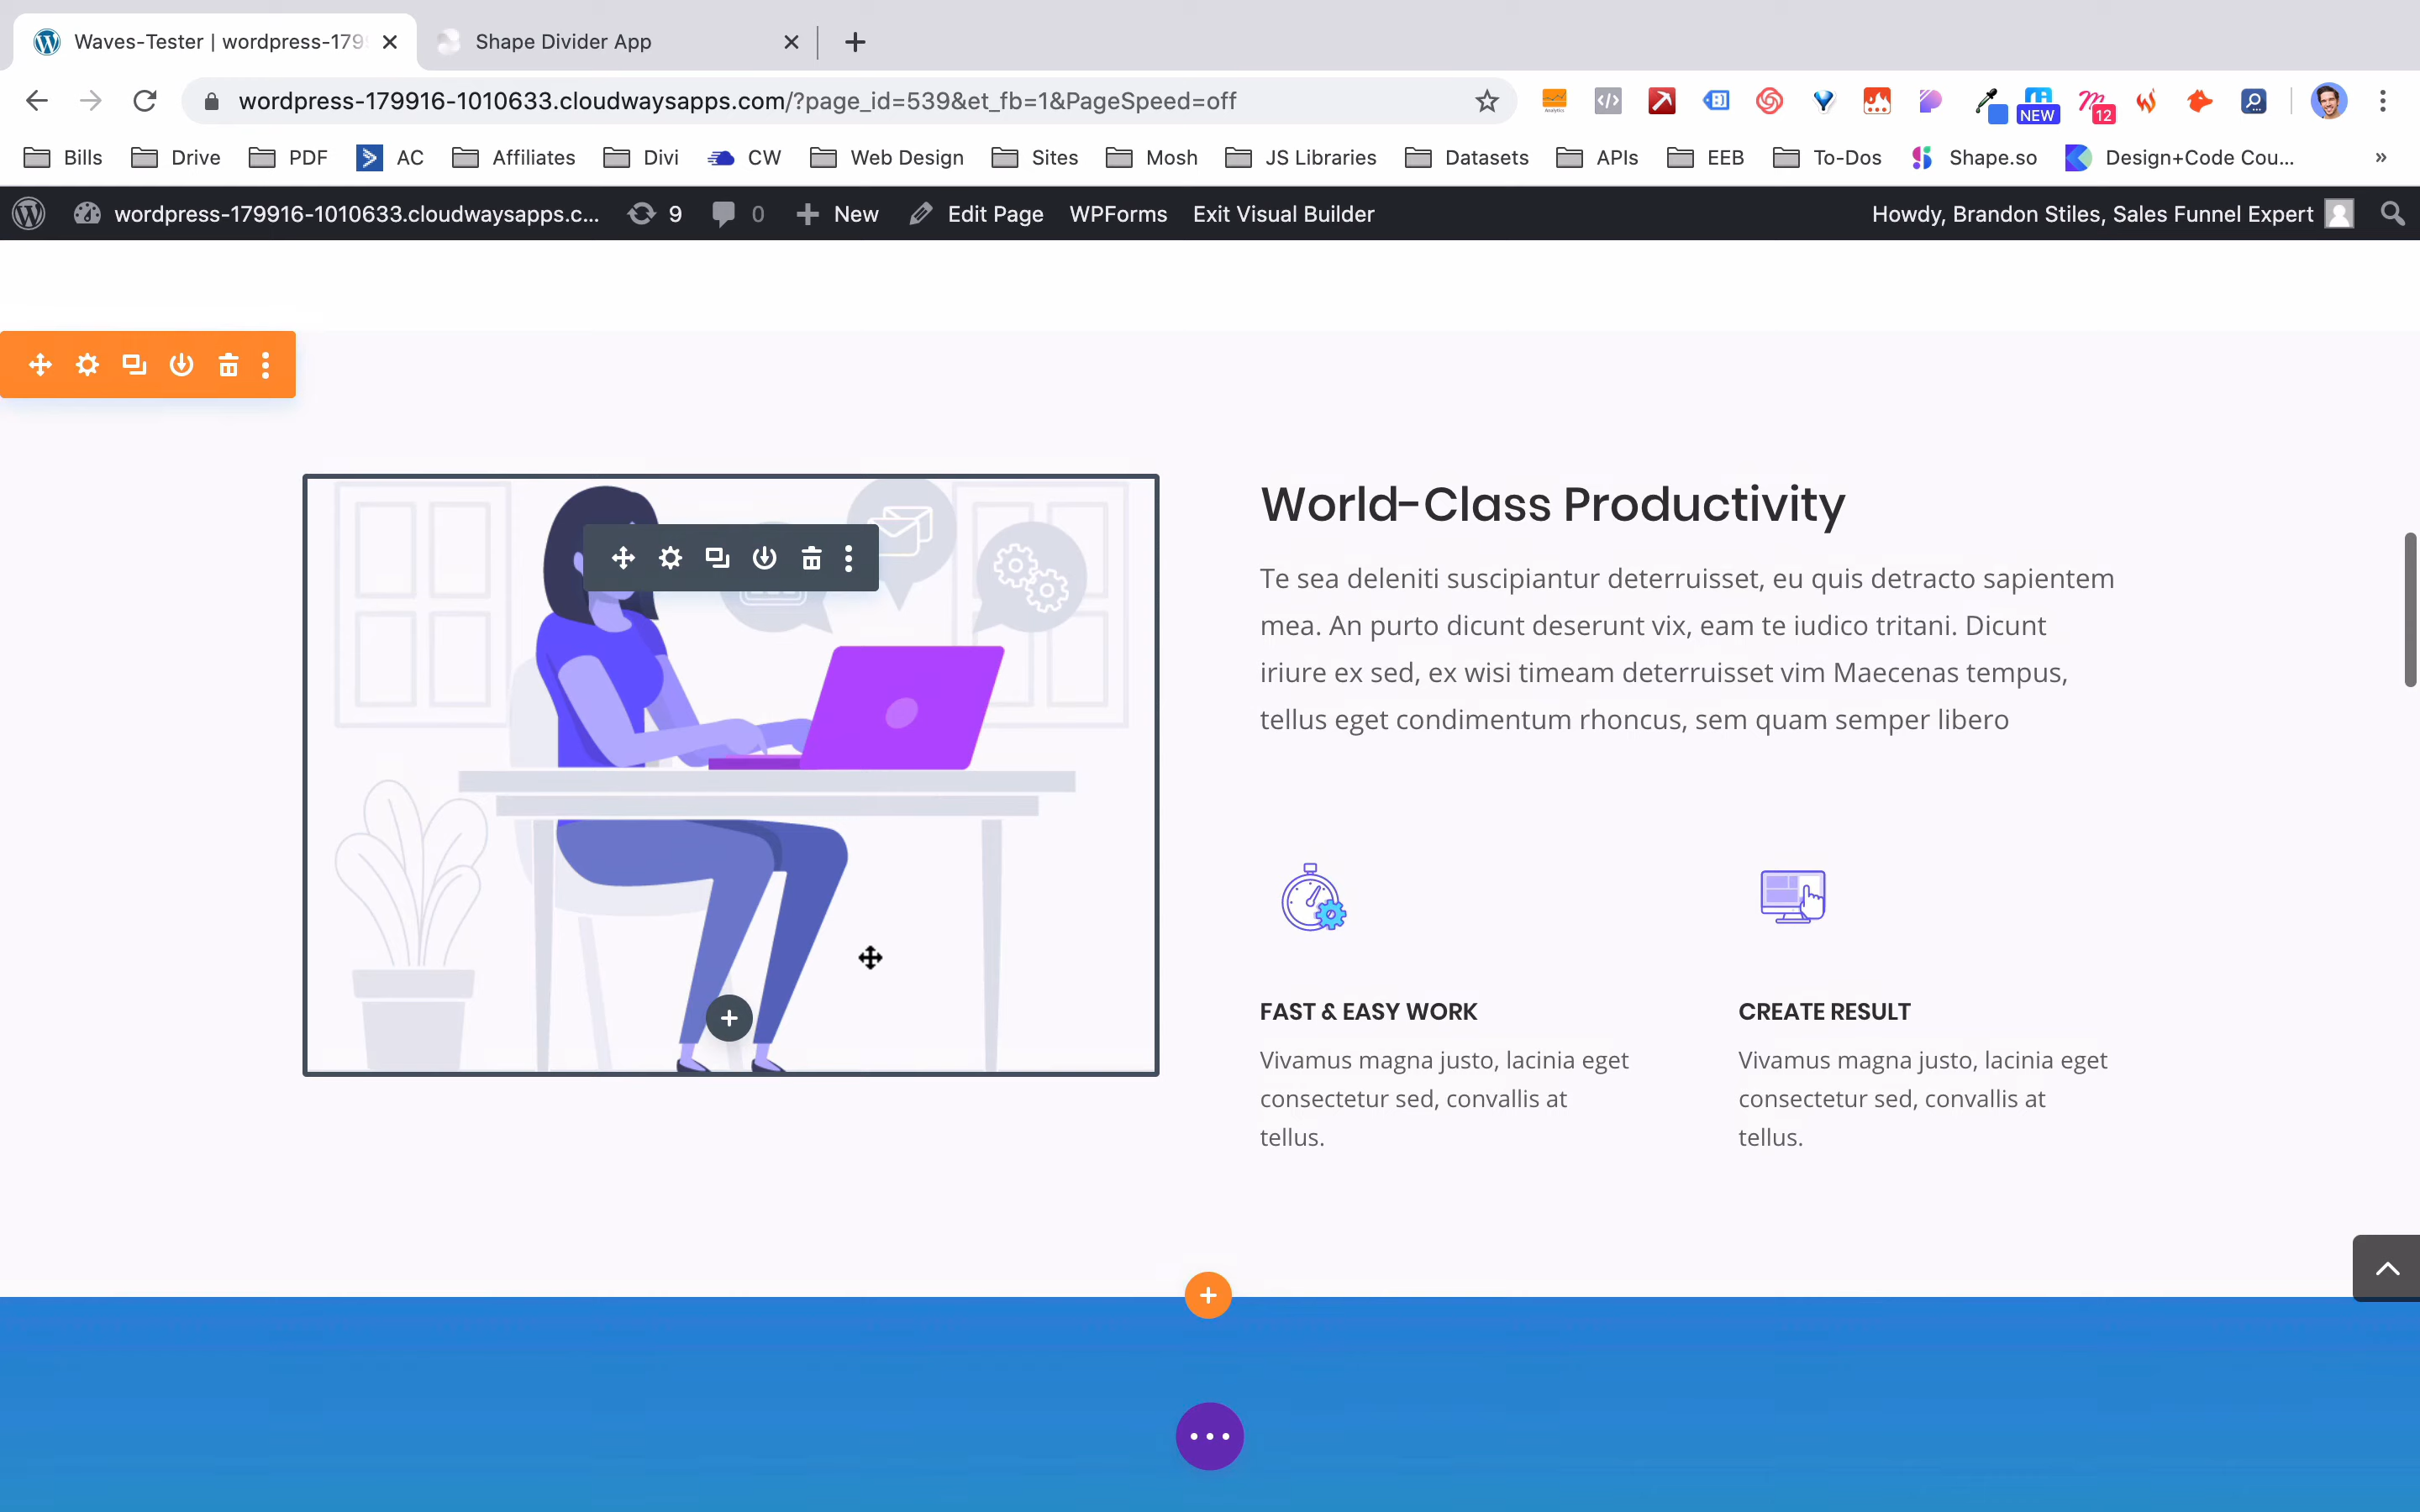 Waves-Tester | wordpress-179
Shape Divider App
wordpress-179916-1010633.cloudwaysapps.com/?page_id=539&et_fb=1&PageSpeed=off
NEW
12
Bills
Drive
PDF
AC
Affiliates
Divi
CW
Web Design
Sites
Mosh
JS Libraries
Datasets
APIs
EEB
To-Dos
Shape.so
Design+Code Cou...
»
wordpress-179916-1010633.cloudwaysapps.c...
9
0
New
Edit Page
WPForms
Exit Visual Builder
Howdy, Brandon Stiles, Sales Funnel Expert
World-Class Productivity
Te sea deleniti suscipiantur deterruisset, eu quis detracto sapientem
mea. An purto dicunt deserunt vix, eam te iudico tritani. Dicunt
iriure ex sed, ex wisi timeam deterruisset vim Maecenas tempus,
tellus eget condimentum rhoncus, sem quam semper libero
FAST & EASY WORK
Vivamus magna justo, lacinia eget
consectetur sed, convallis at
tellus.
CREATE RESULT
Vivamus magna justo, lacinia eget
consectetur sed, convallis at
tellus.